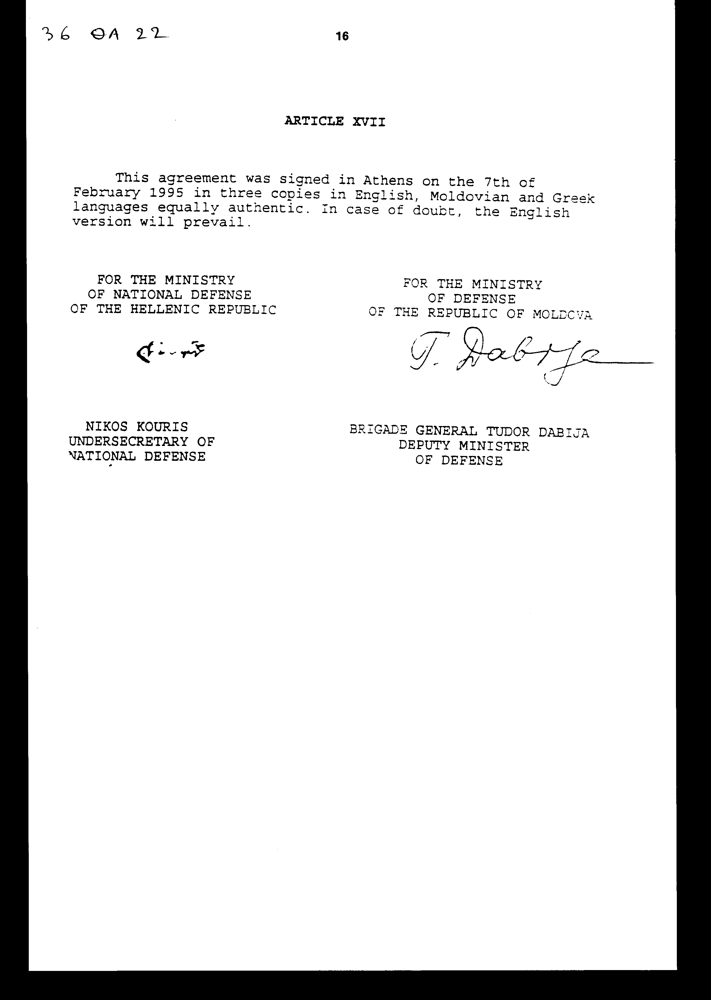 36 ΘΑ 22
16
ARTICLE XVII
This agreement was signed in Athens on the 7th of
February 1995 in three copies in English, Moldovian and Greek
languages equally authentic. In case of doubt, the English
version will prevail.
FOR THE MINISTRY
OF NATIONAL DEFENSE
OF THE HELLENIC REPUBLIC
FOR THE MINISTRY
OF DEFENSE
OF THE REPUBLIC OF MOLDOVA
T. Dabija
NIKOS KOURIS
UNDERSECRETARY OF
NATIONAL DEFENSE
BRIGADE GENERAL TUDOR DABIJA
DEPUTY MINISTER
OF DEFENSE